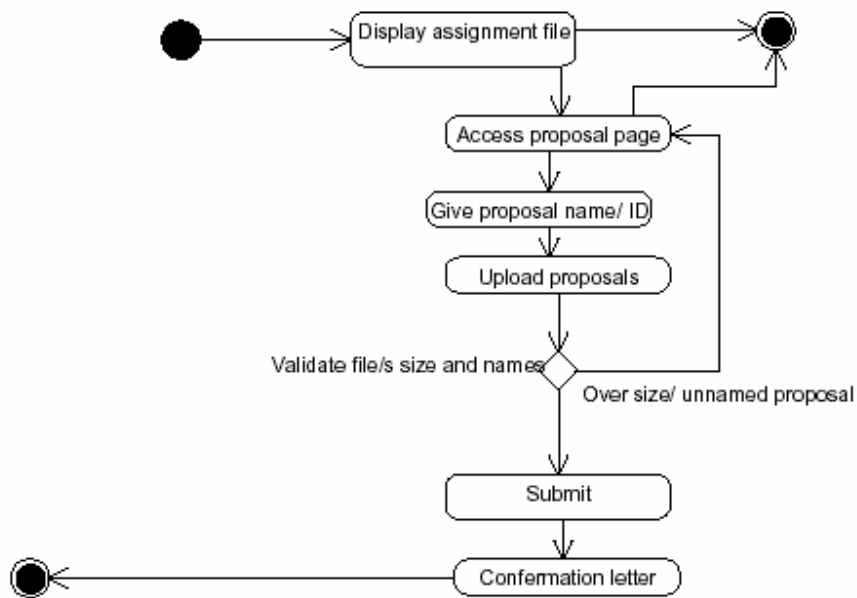 Display assignment file
Access proposal page
Give proposal name/ ID
Upload proposals
Validate file/s size and names
Over size/ unnamed proposal
Submit
Confermation letter